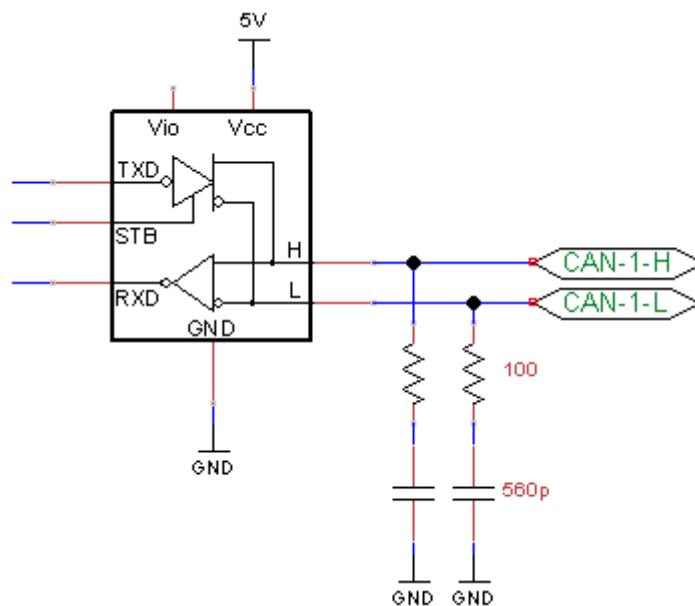 5V
Vio Vcc
TXD
STB
H
CAN-1-H
L
CAN-1-L
RXD
GND
100
GND
560p
GND GND